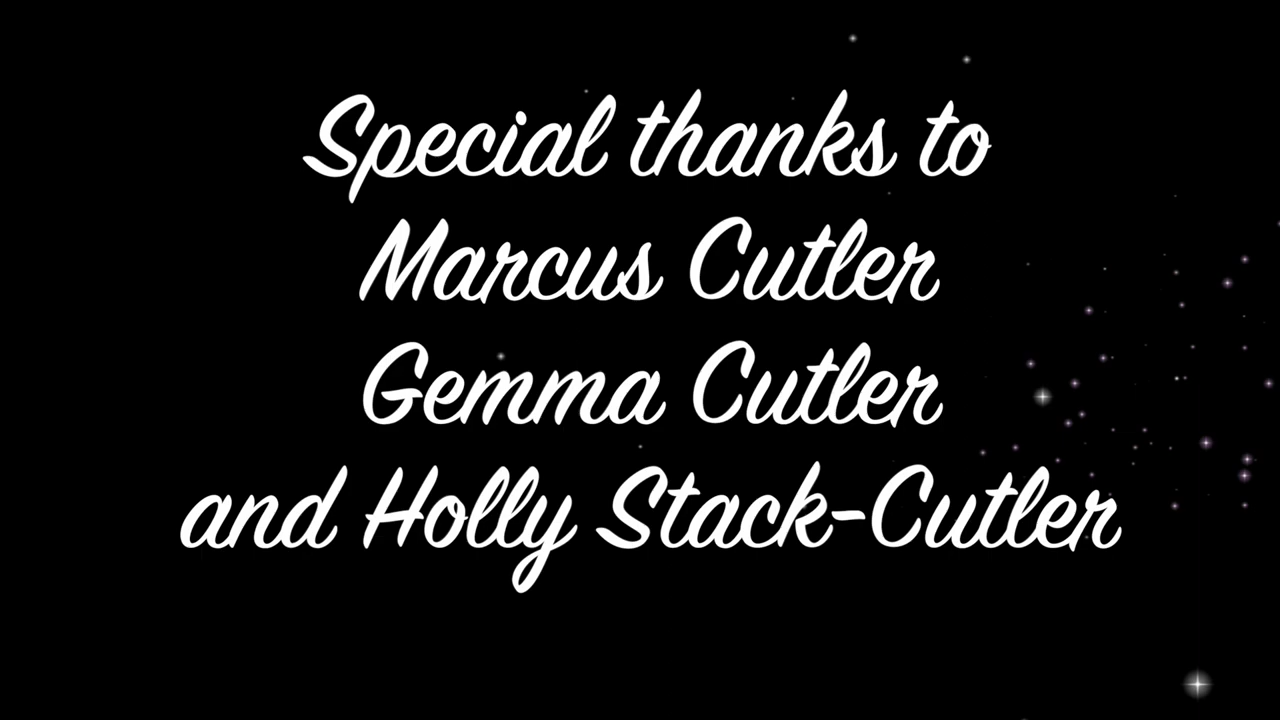 Special thanks to
Marcus Cutler
Gemma Cutler
and Holly Stack-Cutler